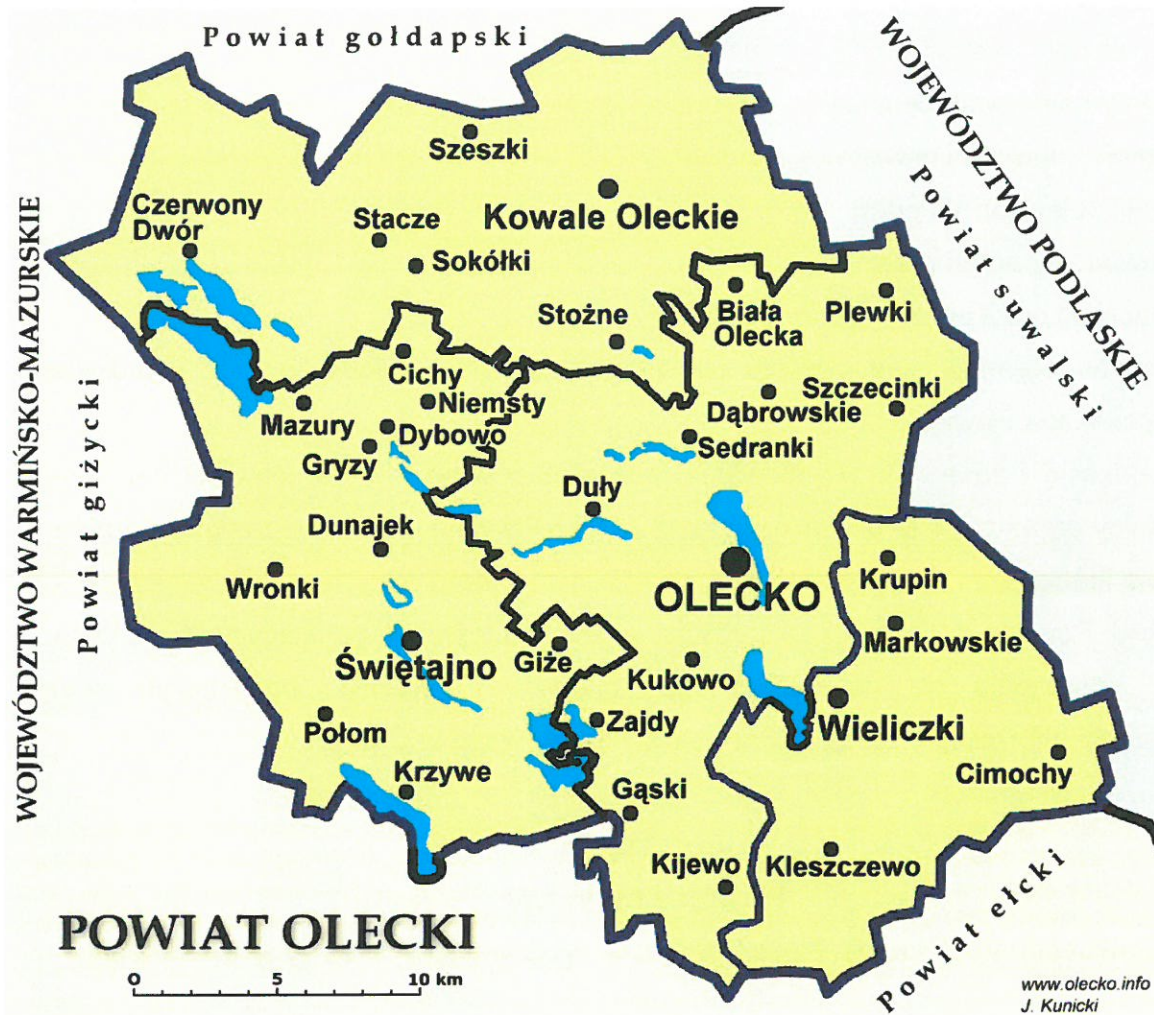 Powiat gołdapski
WOJEWÓDZTWO PODLASKIE
Powiat suwalski
WOJEWÓDZTWO WARMIŃSKO-MAZURSKIE
Powiat giżycki
Szeszki
Kowale Oleckie
Czerwony
Dwór
Stacze
Sokółki
Stożne
Biała
Olecka
Plewki
Cichy
Niemsty
Mazury
Dybowo
Gryzy
Szczecinki
Dąbrowskie
Sedranki
Duły
Dunajek
Wronki
OLECKO
Krupin
Markowskie
Świętajno
Giże
Kukowo
Połom
Zajdy
Wieliczki
Cimochy
Krzywe
Gąski
Kijewo
Kleszczewo
Powiat ełcki
POWIAT OLECKI
0 5 10 km
www.olecko.info
J. Kunicki